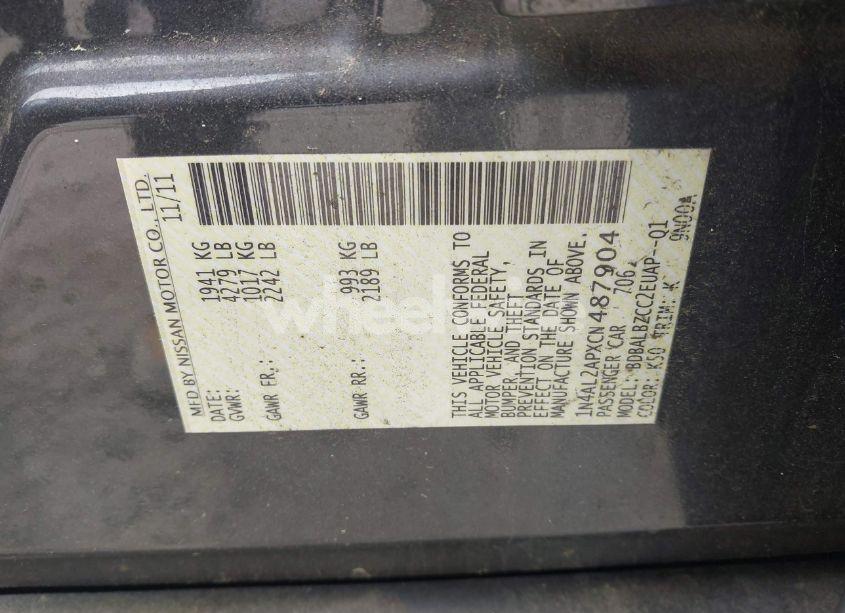 MFD BY NISSAN MOTOR CO., LTD.
11/11
DATE: 1941 KG
GVWR: 4279 LB
1017 KG
GAWR FR.: 2242 LB
993 KG
GAWR RR.: 2189 LB
THIS VEHICLE CONFORMS TO
ALL APPLICABLE FEDERAL
MOTOR VEHICLE SAFETY,
BUMPER, AND THEFT
PREVENTION STANDARDS IN
EFFECT ON THE DATE OF
MANUFACTURE SHOWN ABOVE.
1N4AL2APXCN487904
PASSENGER CAR 706
MODEL: BDBALBZCC2EUAP--Q1
COLOR: K50 TRIM: K 9N00A